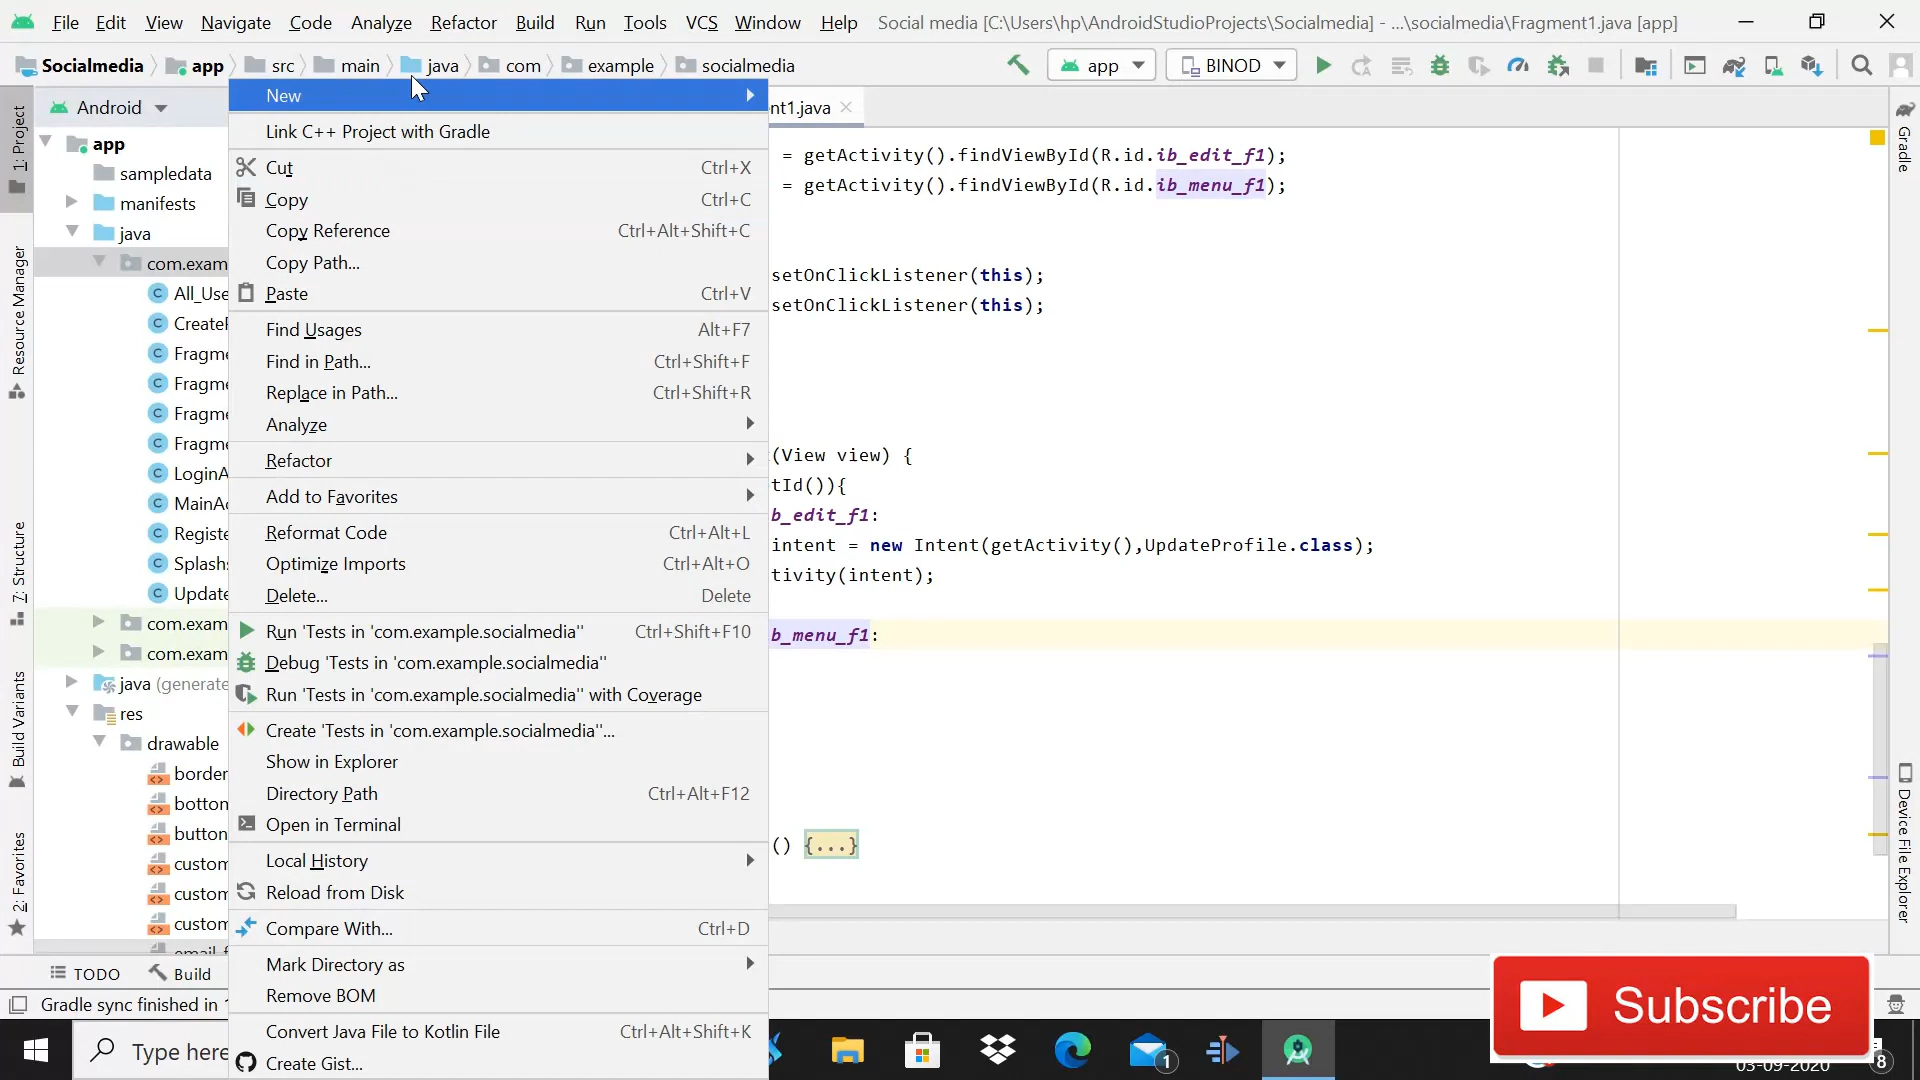 File Edit View Navigate Code Analyze Refactor Build Run Tools VCS Window Help Social media [C:\Users\hp\AndroidStudioProjects\Socialmedia] - ...\socialmedia\Fragment1.java [app]
Socialmedia app src main java com example socialmedia app BINOD
Android
nt1.java
1: Project
Resource Manager
7: Structure
Build Variants
2: Favorites
app
sampledata
manifests
java
com.exam
All_Use
Create
Fragme
Fragme
Fragme
Fragme
LoginA
MainAc
Registe
Splash
Update
com.exam
com.exam
java (generate
res
drawable
border
bottom
button
custom
custom
custom
New
Link C++ Project with Gradle
Cut Ctrl+X
Copy Ctrl+C
Copy Reference Ctrl+Alt+Shift+C
Copy Path...
Paste Ctrl+V
Find Usages Alt+F7
Find in Path... Ctrl+Shift+F
Replace in Path... Ctrl+Shift+R
Analyze
Refactor
Add to Favorites
Reformat Code Ctrl+Alt+L
Optimize Imports Ctrl+Alt+O
Delete... Delete
Run 'Tests in 'com.example.socialmedia'' Ctrl+Shift+F10
Debug 'Tests in 'com.example.socialmedia''
Run 'Tests in 'com.example.socialmedia'' with Coverage
Create 'Tests in 'com.example.socialmedia''...
Show in Explorer
Directory Path Ctrl+Alt+F12
Open in Terminal
Local History
Reload from Disk
Compare With... Ctrl+D
Mark Directory as
Remove BOM
Convert Java File to Kotlin File Ctrl+Alt+Shift+K
Create Gist...
= getActivity().findViewById(R.id.ib_edit_f1);
= getActivity().findViewById(R.id.ib_menu_f1);
setOnClickListener(this);
setOnClickListener(this);
(View view) {
tId()){
b_edit_f1:
intent = new Intent(getActivity(),UpdateProfile.class);
tivity(intent);
b_menu_f1:
() {...}
Gradle
Device File Explorer
TODO Build
Gradle sync finished in
Subscribe
Type here
1
03-09-2020
8